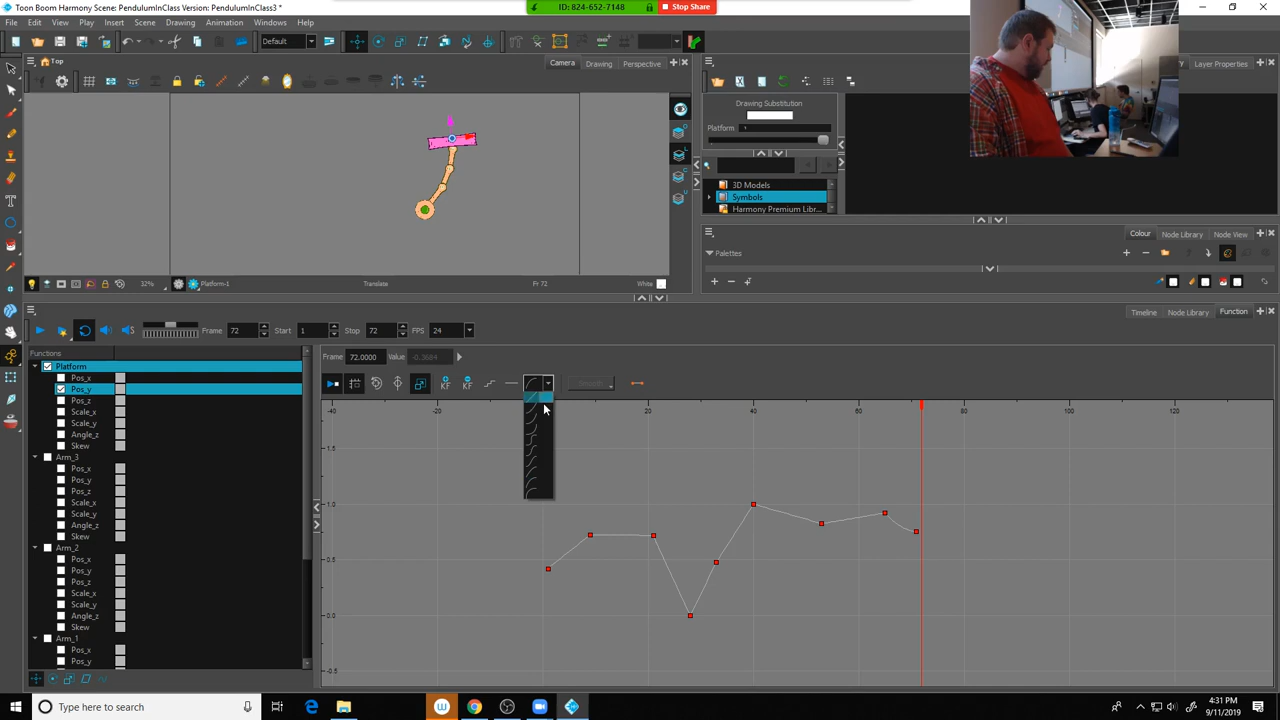 Toon Boom Harmony Scene: PendulumInClass Version: PendulumInClass3 *
ID: 824-652-7148
Stop Share
File Edit View Play Insert Scene Drawing Animation Windows Help
Default
Top
Camera Drawing Perspective
Layer Properties
Drawing Substitution
Platform
3D Models
Symbols
Harmony Premium Libr...
Colour Node Library Node View
Palettes
32% Platform-1 Translate Fr 72 White
Timeline Node Library Function
Frame 72 Start 1 Stop 72 FPS 24
Functions
Frame 72.0000 Value -0.3684
Platform
Pos_x
Pos_y
Pos_z
Scale_x
Scale_y
Angle_z
Skew
Arm_3
Pos_x
Pos_y
Pos_z
Scale_x
Scale_y
Angle_z
Skew
Arm_2
Pos_x
Pos_y
Pos_z
Scale_x
Scale_y
Angle_z
Skew
Arm_1
Pos_x
Pos_y
KF KF Smooth
-40 -20 20 40 60 80 100 120
1.5
1.0
0.5
0.0
-0.5
Type here to search
4:31 PM
9/11/2019